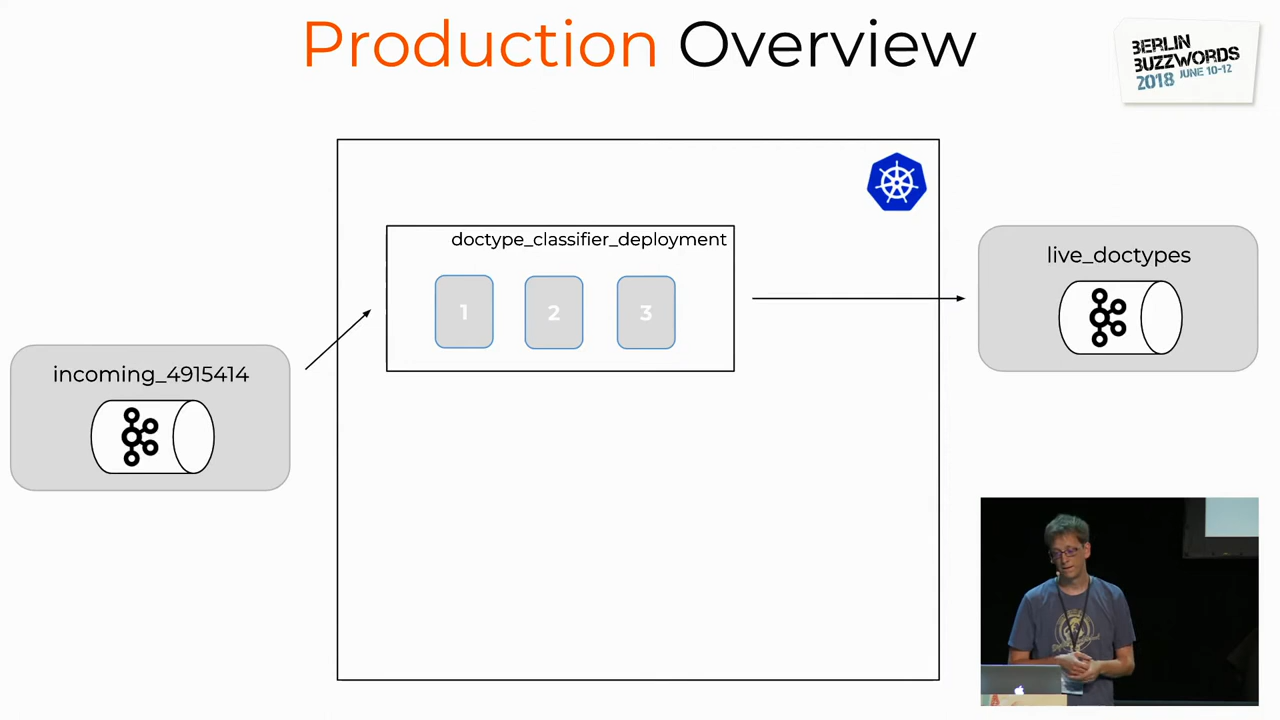 Production Overview
BERLIN
BUZZWORDS
2018 JUNE 10-12
doctype_classifier_deployment
1 2 3
incoming_4915414
live_doctypes